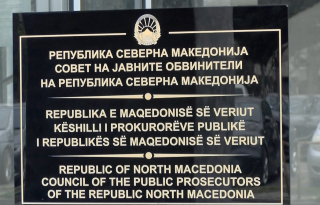 РЕПУБЛИКА СЕВЕРНА МАКЕДОНИЈА
СОВЕТ НА ЈАВНИТЕ ОБВИНИТЕЛИ
НА РЕПУБЛИКА СЕВЕРНА МАКЕДОНИЈА
REPUBLIKA E MAQEDONISË SË VERIUT
KËSHILLI I PROKURORËVE PUBLIKË
I REPUBLIKËS SË MAQEDONISË SË VERIUT
REPUBLIC OF NORTH MACEDONIA
COUNCIL OF THE PUBLIC PROSECUTORS
OF THE REPUBLIC NORTH MACEDONIA